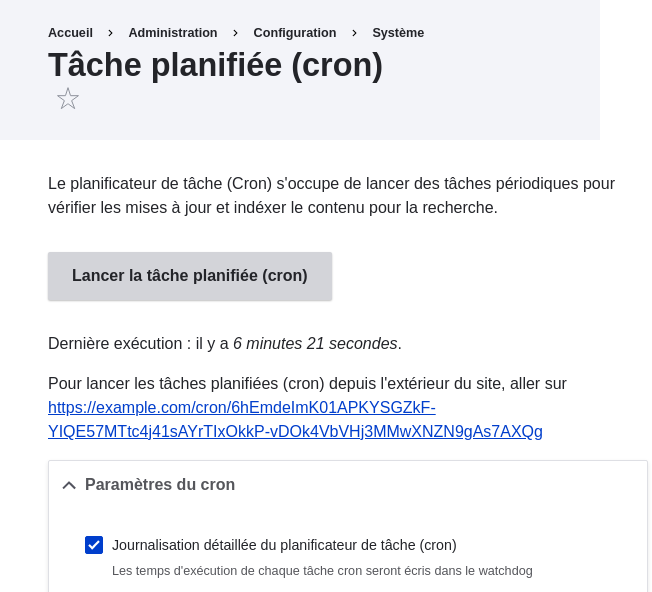 Accueil > Administration > Configuration > Système
Tâche planifiée (cron)
Le planificateur de tâche (Cron) s'occupe de lancer des tâches périodiques pour
vérifier les mises à jour et indéxer le contenu pour la recherche.
Lancer la tâche planifiée (cron)
Dernière exécution : il y a 6 minutes 21 secondes.
Pour lancer les tâches planifiées (cron) depuis l'extérieur du site, aller sur
https://example.com/cron/6hEmdeImK01APKYSGZkF-
YIQE57MTtc4j41sAYrTIxOkkP-vDOk4VbVHj3MMwXNZN9gAs7AXQg
Paramètres du cron
Journalisation détaillée du planificateur de tâche (cron)
Les temps d'exécution de chaque tâche cron seront écris dans le watchdog